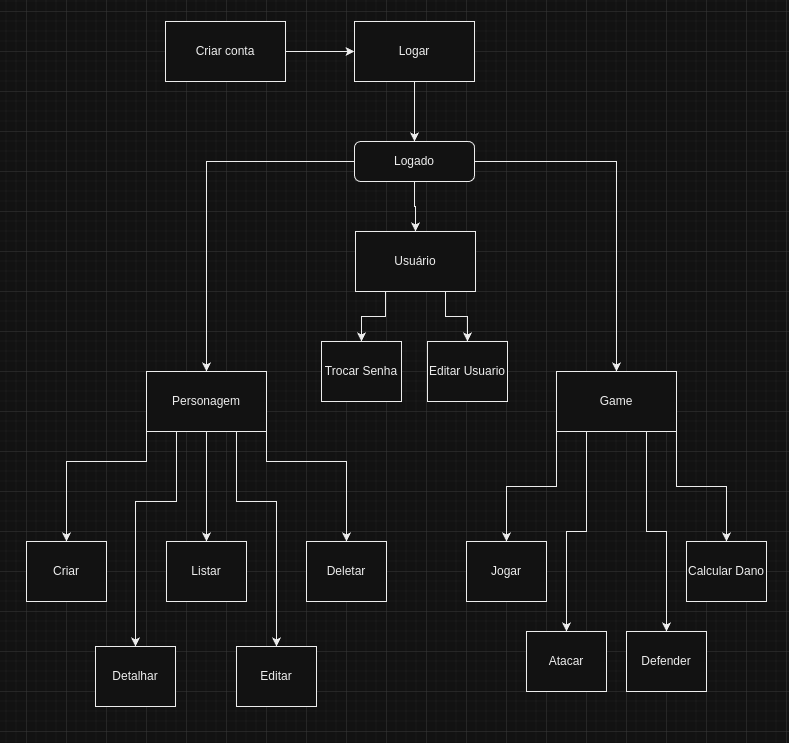 Criar conta
Logar
Logado
Usuário
Trocar Senha
Editar Usuario
Personagem
Game
Criar
Listar
Deletar
Jogar
Calcular Dano
Detalhar
Editar
Atacar
Defender